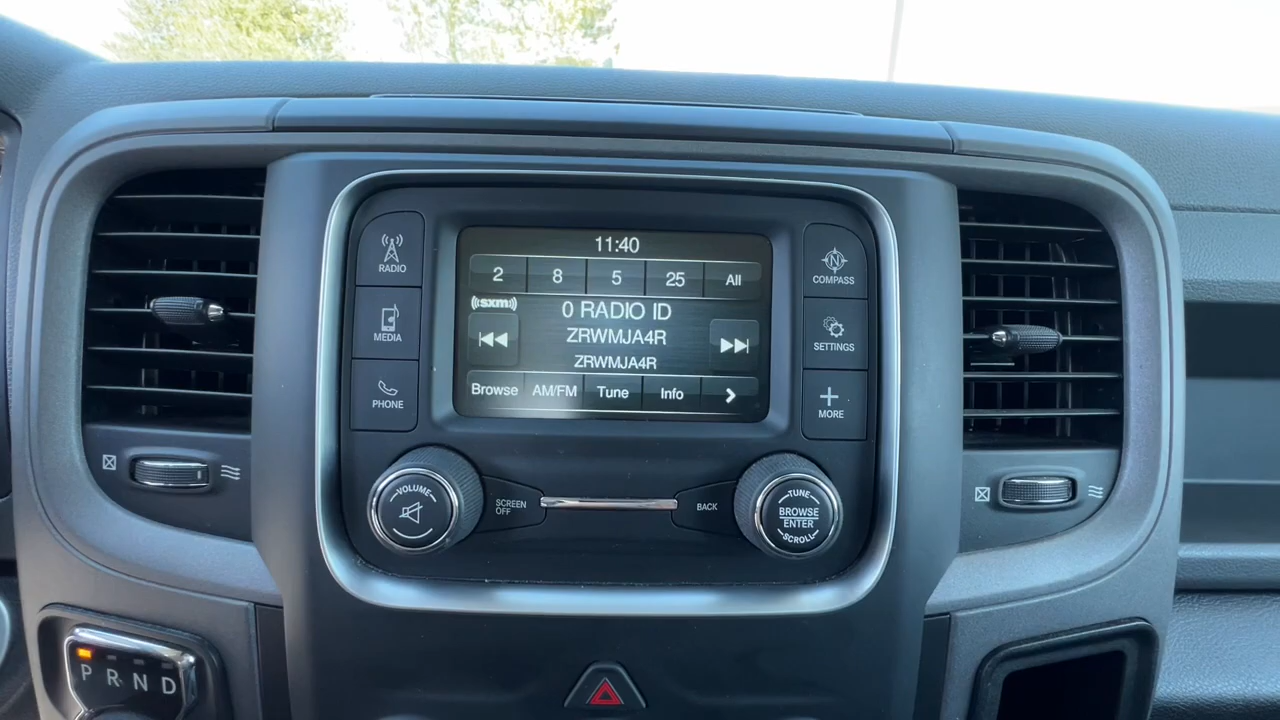 11:40
2 8 5 25 All
((sxm))
0 RADIO ID
ZRWMJA4R
ZRWMJA4R
Browse AM/FM Tune Info >
RADIO
MEDIA
PHONE
COMPASS
N
SETTINGS
MORE
VOLUME
SCREEN
OFF
BACK
TUNE
BROWSE
ENTER
SCROLL
P R N D